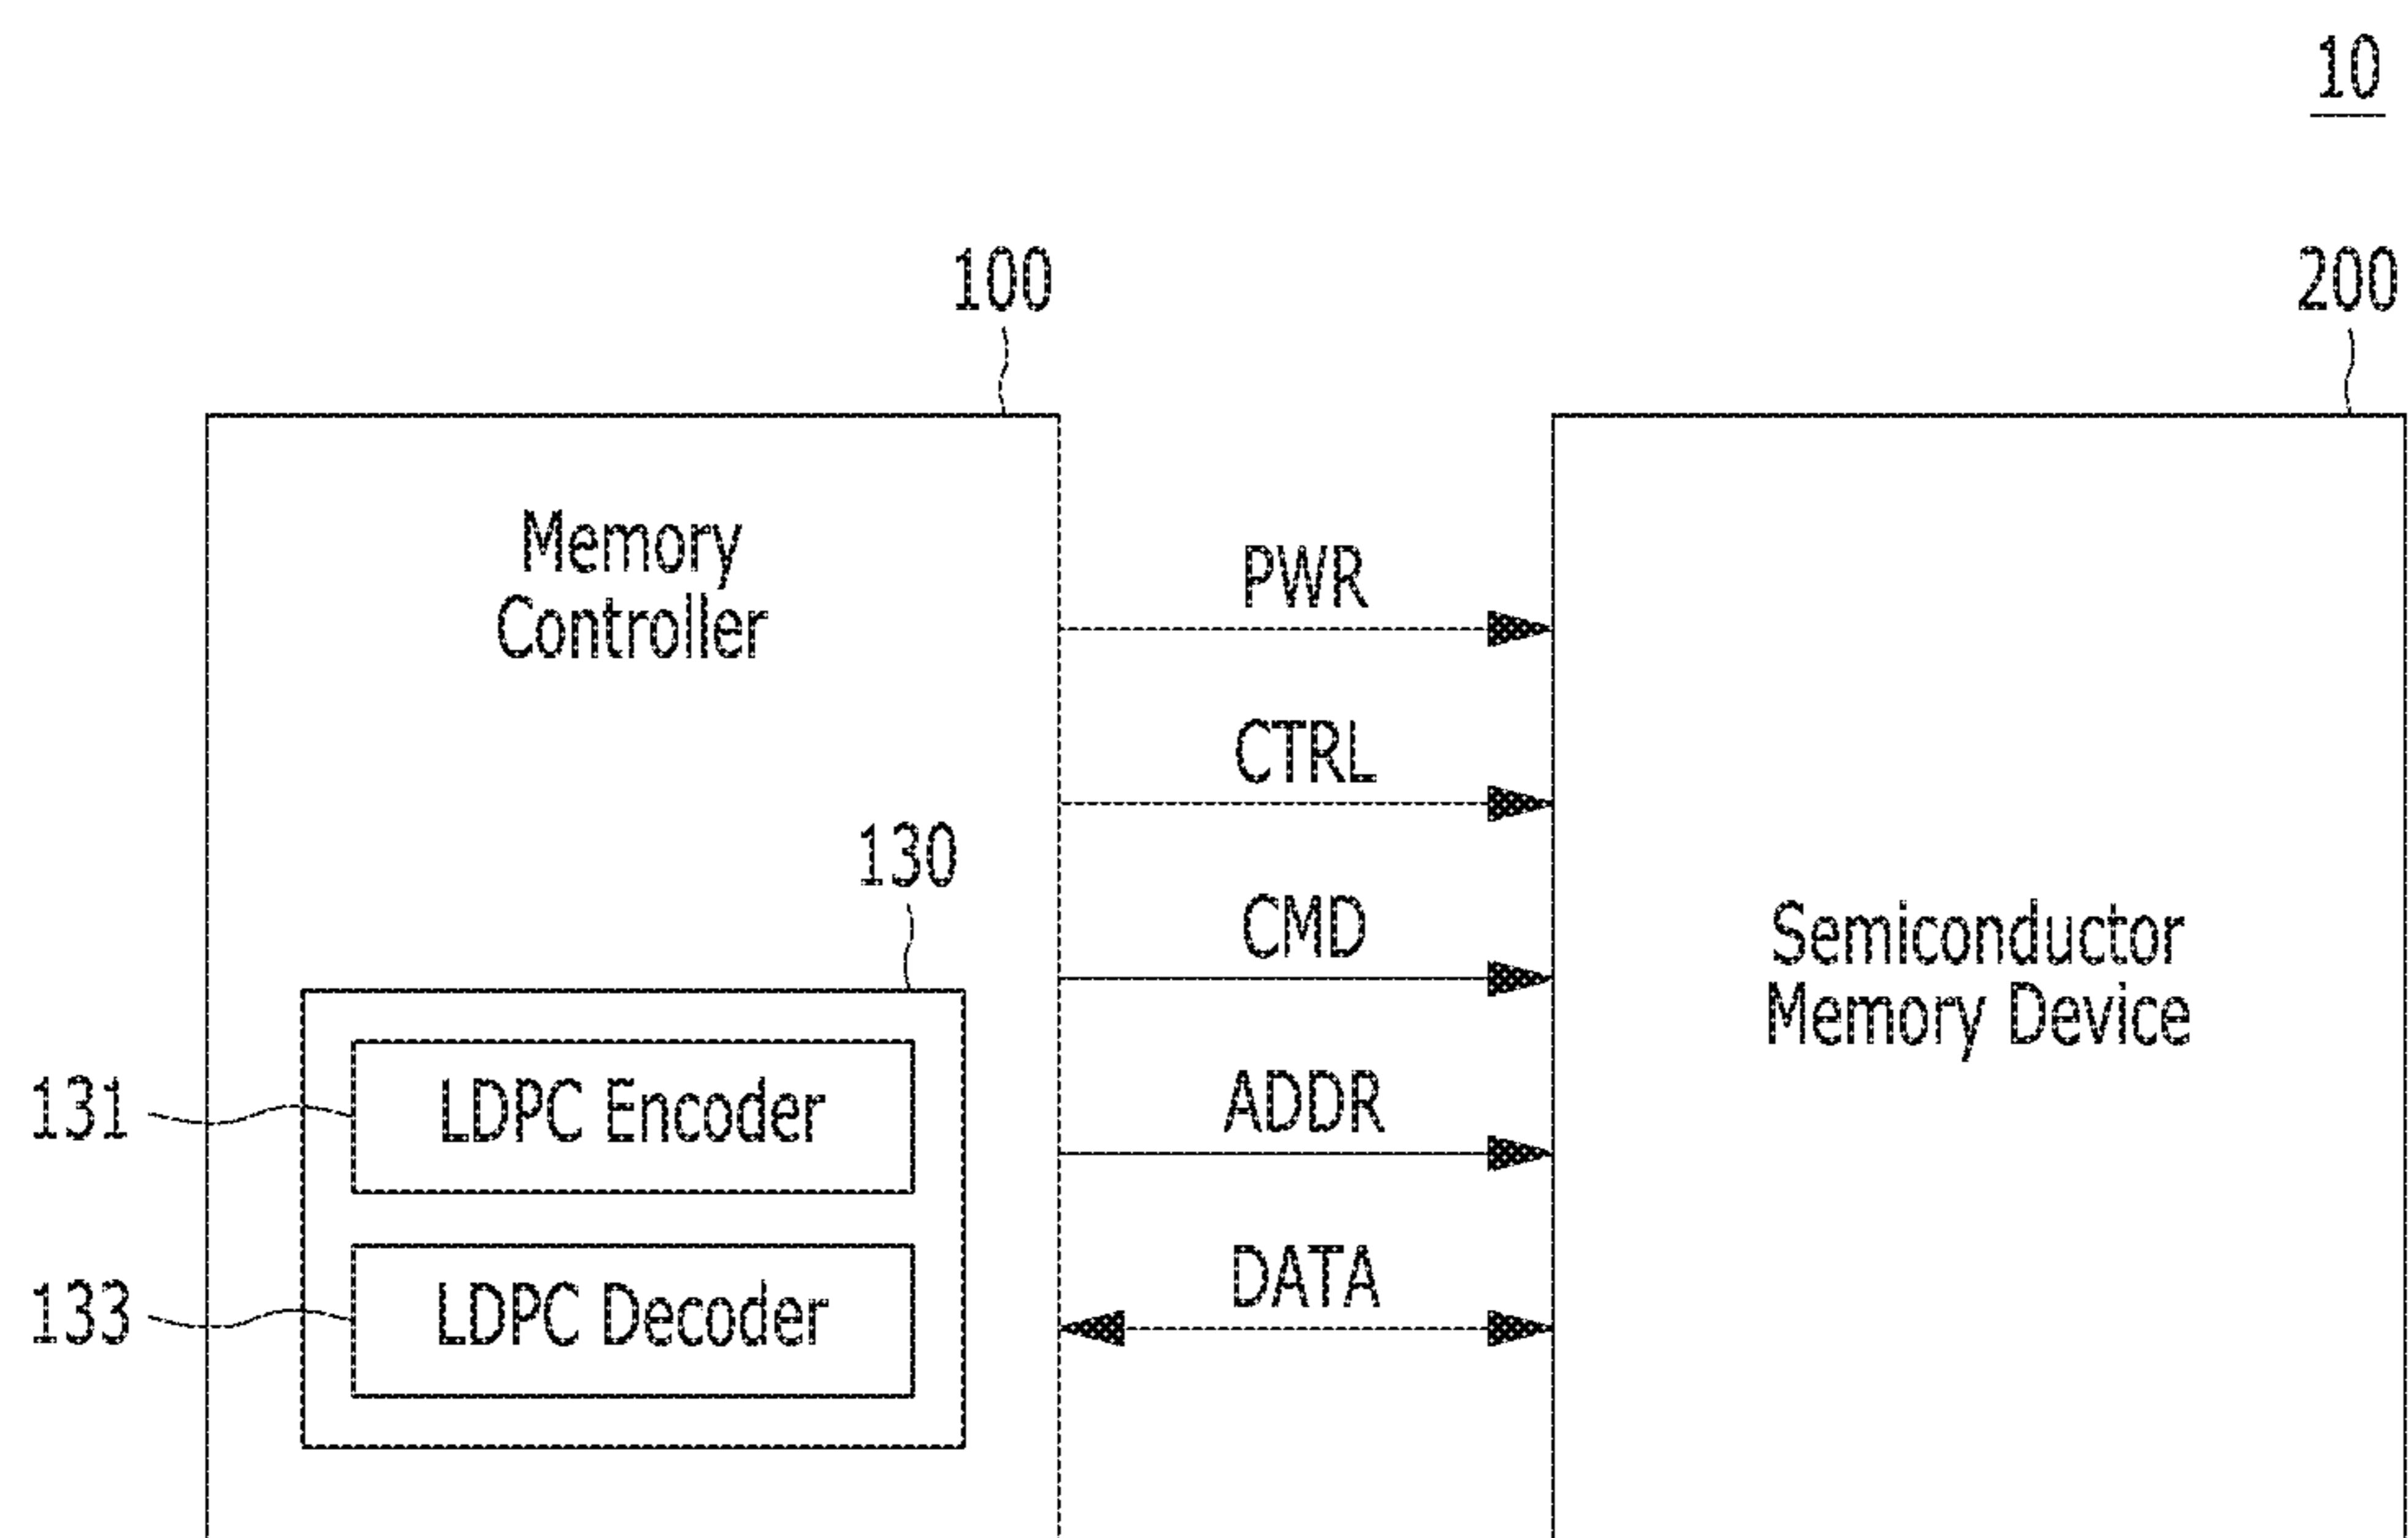 10
100
200
Memory
Controller
PWR
CTRL
130
CMD
Semiconductor
Memory Device
131
LDPC Encoder
ADDR
133
LDPC Decoder
DATA